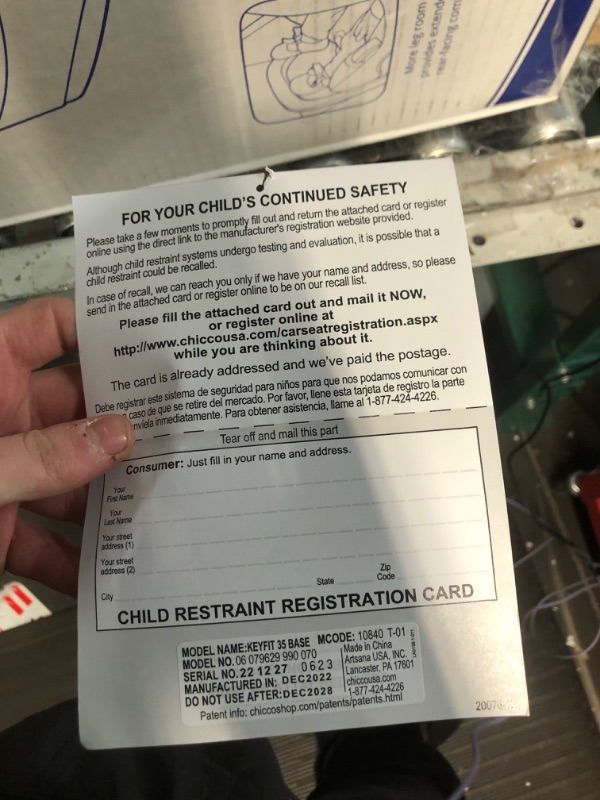 More leg room
provides extend
rear-facing com
FOR YOUR CHILD'S CONTINUED SAFETY
Please take a few moments to promptly fill out and return the attached card or register
online using the direct link to the manufacturer's registration website provided.
Although child restraint systems undergo testing and evaluation, it is possible that a
child restraint could be recalled.
In case of recall, we can reach you only if we have your name and address, so please
send in the attached card or register online to be on our recall list.
Please fill the attached card out and mail it NOW,
or register online at
http://www.chiccousa.com/carseatregistration.aspx
while you are thinking about it.
The card is already addressed and we've paid the postage.
Debe registrar este sistema de seguridad para niños para que nos podamos comunicar con
caso de que se retire del mercado. Por favor, llene esta tarjeta de registro la parte
envíela inmediatamente. Para obtener asistencia, llame al 1-877-424-4226.
Tear off and mail this part
Consumer: Just fill in your name and address.
Your
First Name
Your
Last Name
Your street
address (1)
Your street
address (2)
City
State
Zip
Code
CHILD RESTRAINT REGISTRATION CARD
MODEL NAME:KEYFIT 35 BASE MCODE: 10840 T-01
MODEL NO. 06 079629 990 070
SERIAL NO. 22 12 27 0623
MANUFACTURED IN: DEC2022
DO NOT USE AFTER:DEC2028
Made in China
Artsana USA, INC.
Lancaster, PA 17601
chiccousa.com
1-877-424-4226
Patent info: chiccoshop.com/patents/patents.html